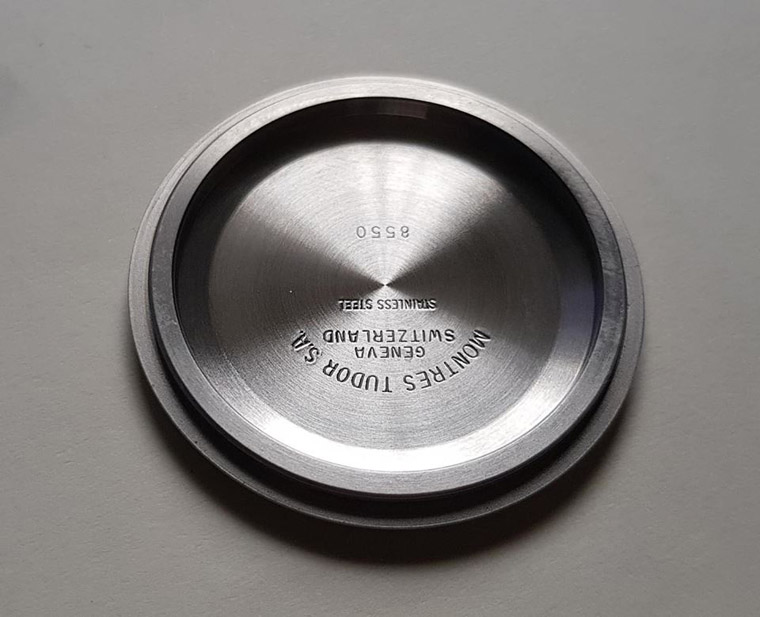 MONTRES TUDOR S.A.
GENEVA
SWITZERLAND
STAINLESS STEEL
8550